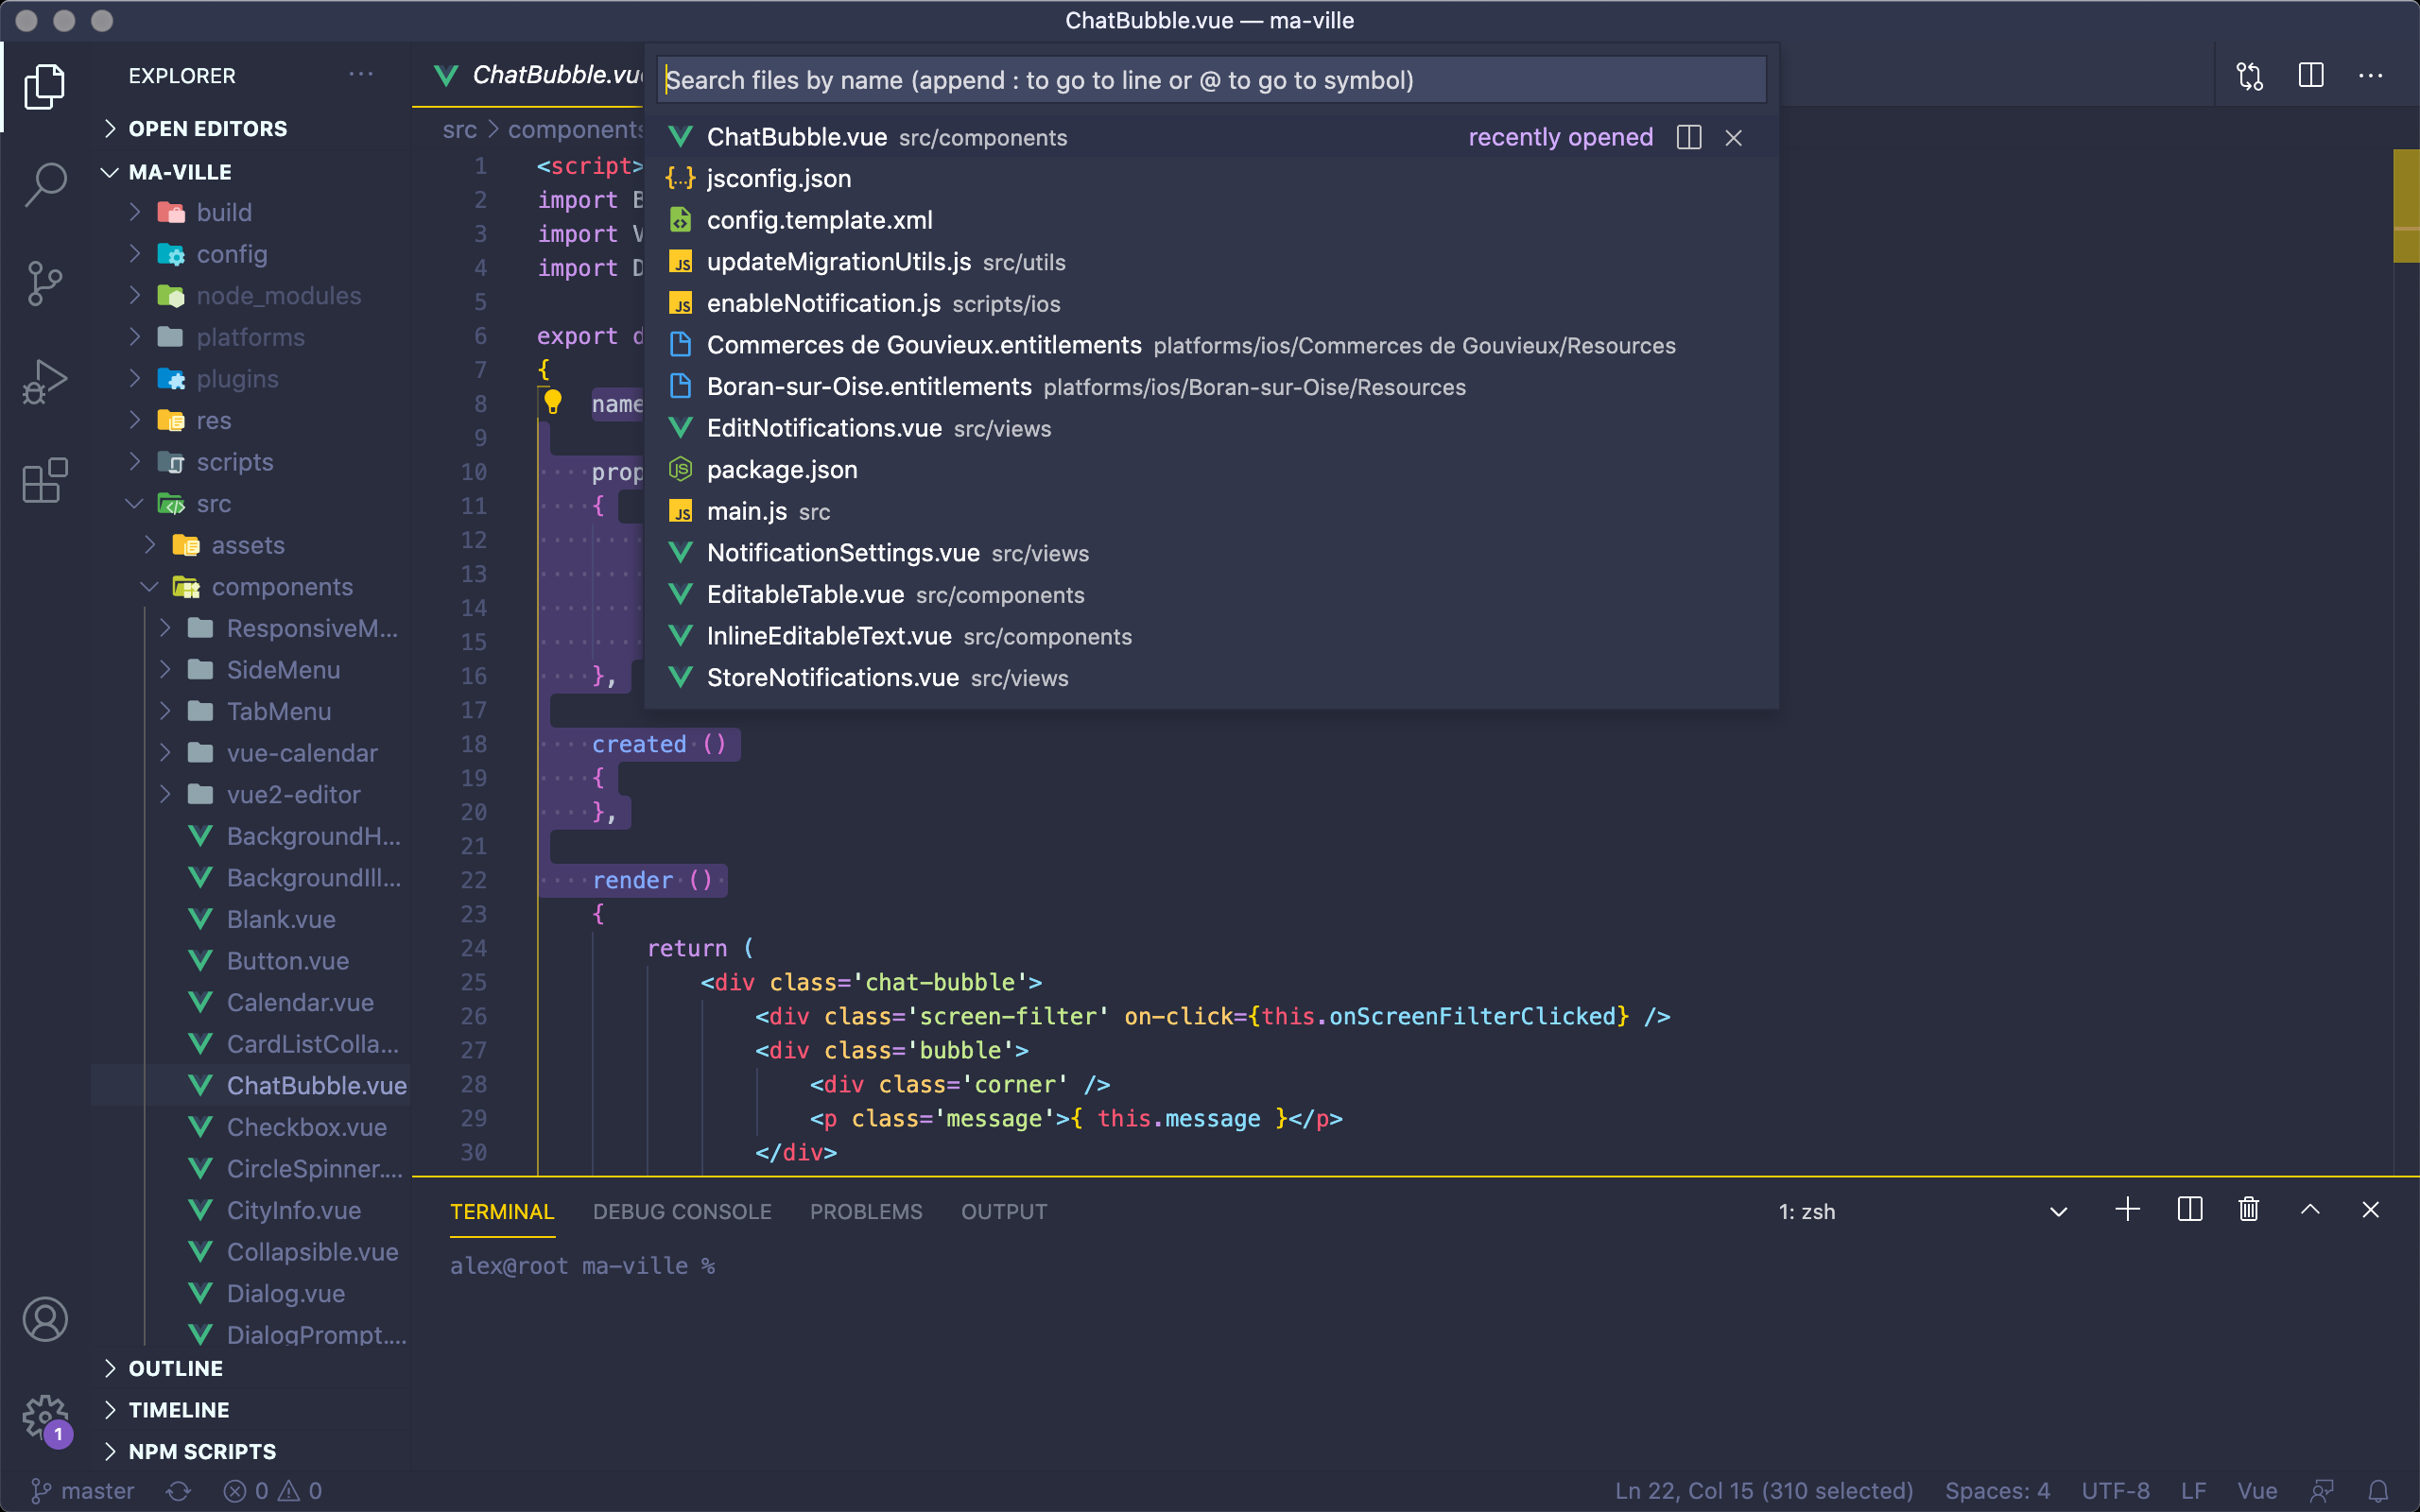 ChatBubble.vue — ma-ville
EXPLORER
OPEN EDITORS
MA-VILLE
build
config
node_modules
platforms
plugins
res
scripts
src
assets
components
ResponsiveM...
SideMenu
TabMenu
vue-calendar
vue2-editor
BackgroundH...
BackgroundIll...
Blank.vue
Button.vue
Calendar.vue
CardListColla...
ChatBubble.vue
Checkbox.vue
CircleSpinner....
CityInfo.vue
Collapsible.vue
Dialog.vue
DialogPrompt....
OUTLINE
TIMELINE
NPM SCRIPTS
1
ChatBubble.vue
src > components
Search files by name (append : to go to line or @ to go to symbol)
ChatBubble.vue src/components recently opened
jsconfig.json
config.template.xml
updateMigrationUtils.js src/utils
enableNotification.js scripts/ios
Commerces de Gouvieux.entitlements platforms/ios/Commerces de Gouvieux/Resources
Boran-sur-Oise.entitlements platforms/ios/Boran-sur-Oise/Resources
EditNotifications.vue src/views
package.json
main.js src
NotificationSettings.vue src/views
EditableTable.vue src/components
InlineEditableText.vue src/components
StoreNotifications.vue src/views
1 <script>
2 import
3 import
4 import
5
6 export
7 {
8 name
9
10 prop
11 {
12
13
14
15
16 },
17
18 created ()
19 {
20 },
21
22 render ()
23 {
24 return (
25 <div class='chat-bubble'>
26 <div class='screen-filter' on-click={this.onScreenFilterClicked} />
27 <div class='bubble'>
28 <div class='corner' />
29 <p class='message'>{ this.message }</p>
30 </div>
TERMINAL DEBUG CONSOLE PROBLEMS OUTPUT 1: zsh
alex@root ma-ville %
master 0 0 Ln 22, Col 15 (310 selected) Spaces: 4 UTF-8 LF Vue